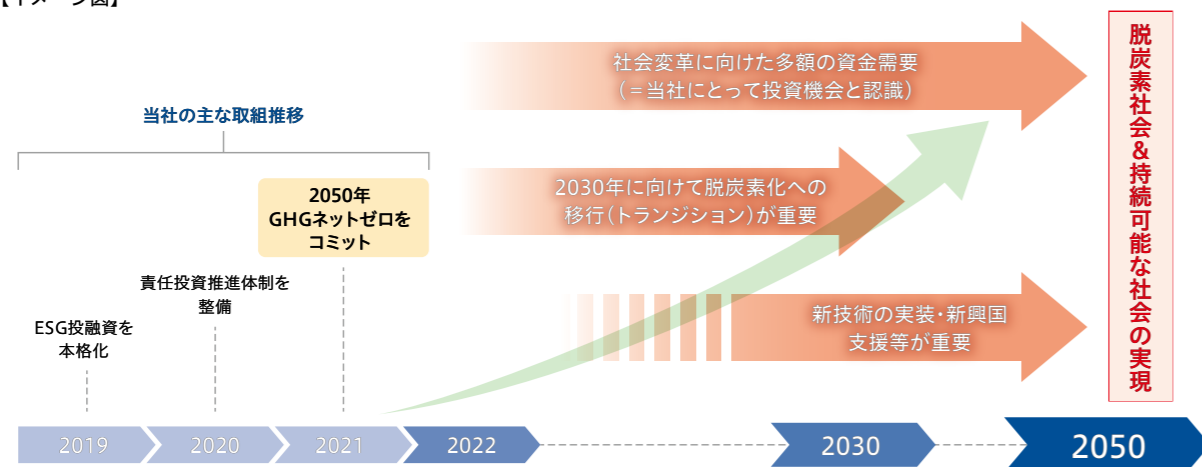 【イメージ図】
社会変革に向けた多額の資金需要
（＝当社にとって投資機会と認識）
当社の主な取組推移
2030年に向けて脱炭素化への
移行（トランジション）が重要
2050年
GHGネットゼロを
コミット
責任投資推進体制を
整備
ESG投融資を
本格化
新技術の実装・新興国
支援等が重要
脱炭素社会&持続可能な社会の実現
2019
2020
2021
2022
2030
2050